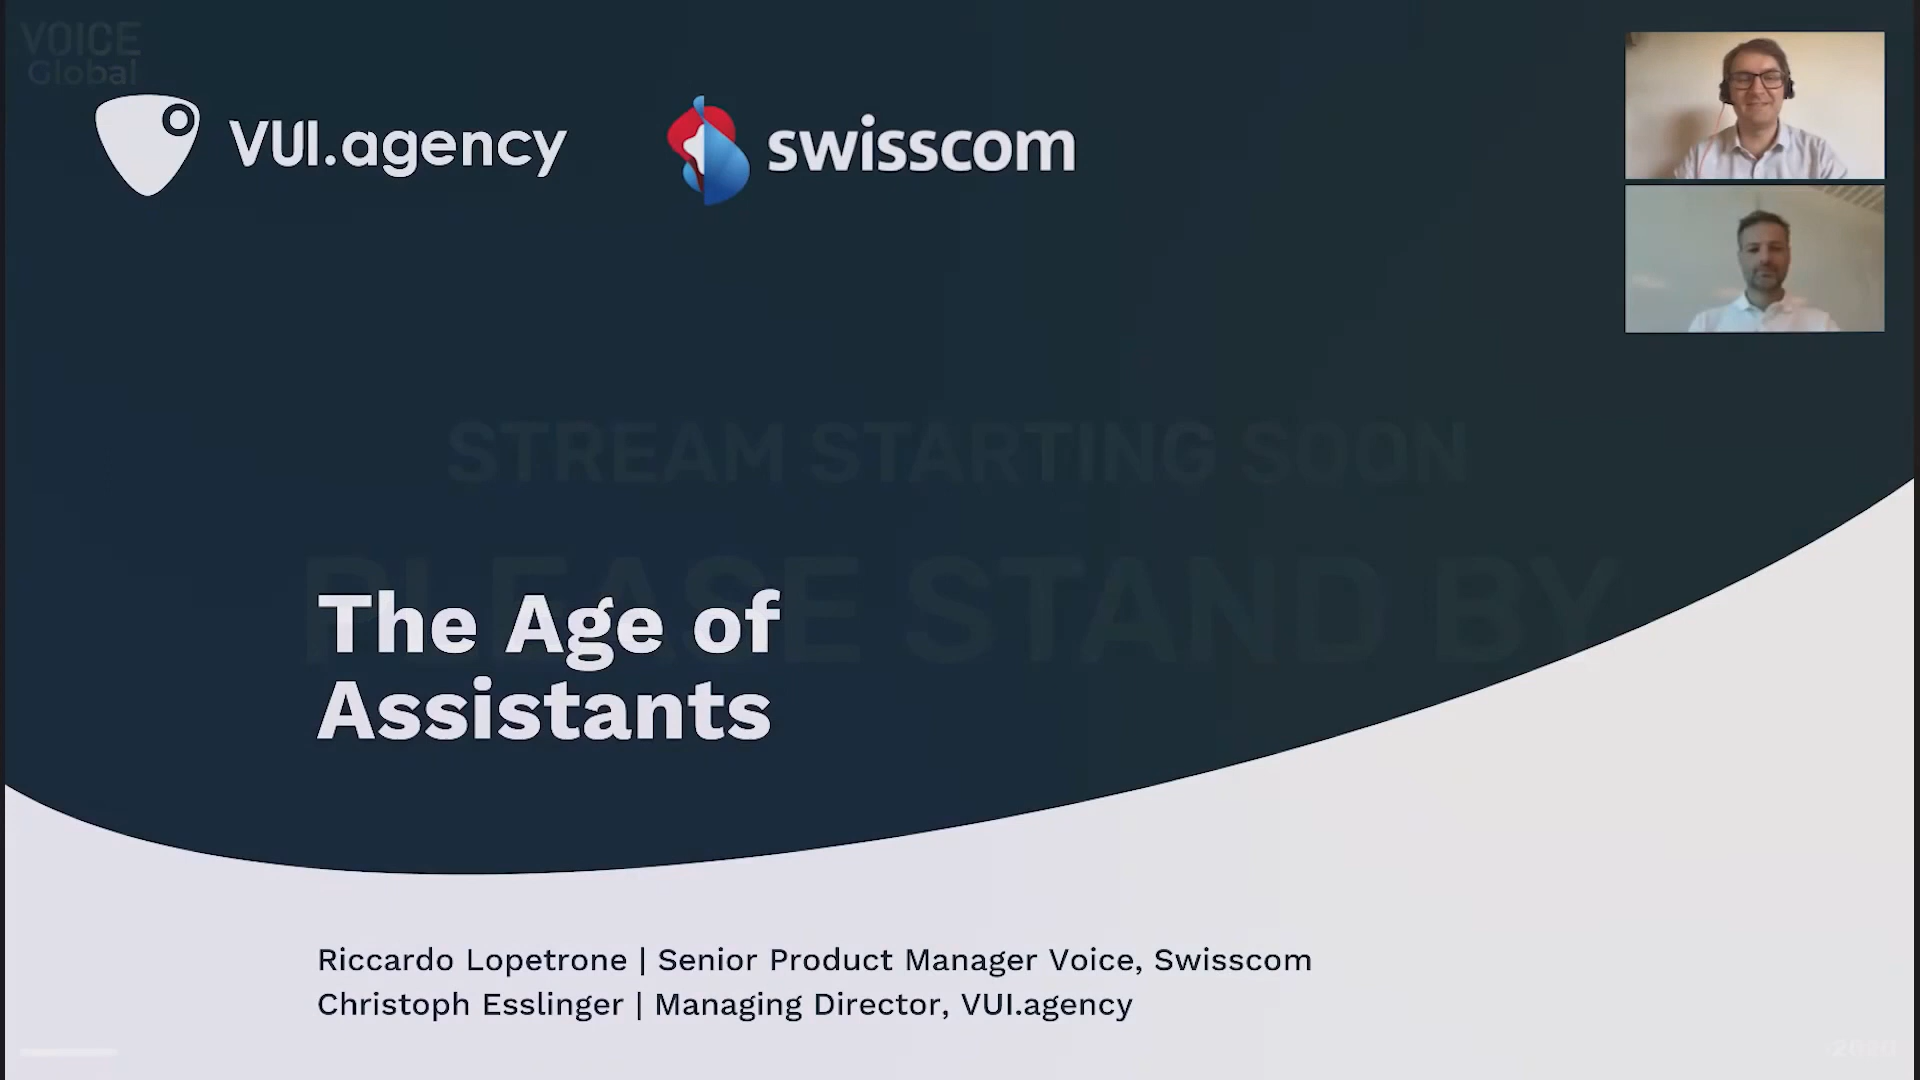 VOICE
Global
VUI.agency
swisscom
STREAM STARTING SOON
PLEASE STAND BY
The Age of
Assistants
Riccardo Lopetrone | Senior Product Manager Voice, Swisscom
Christoph Esslinger | Managing Director, VUI.agency
2020